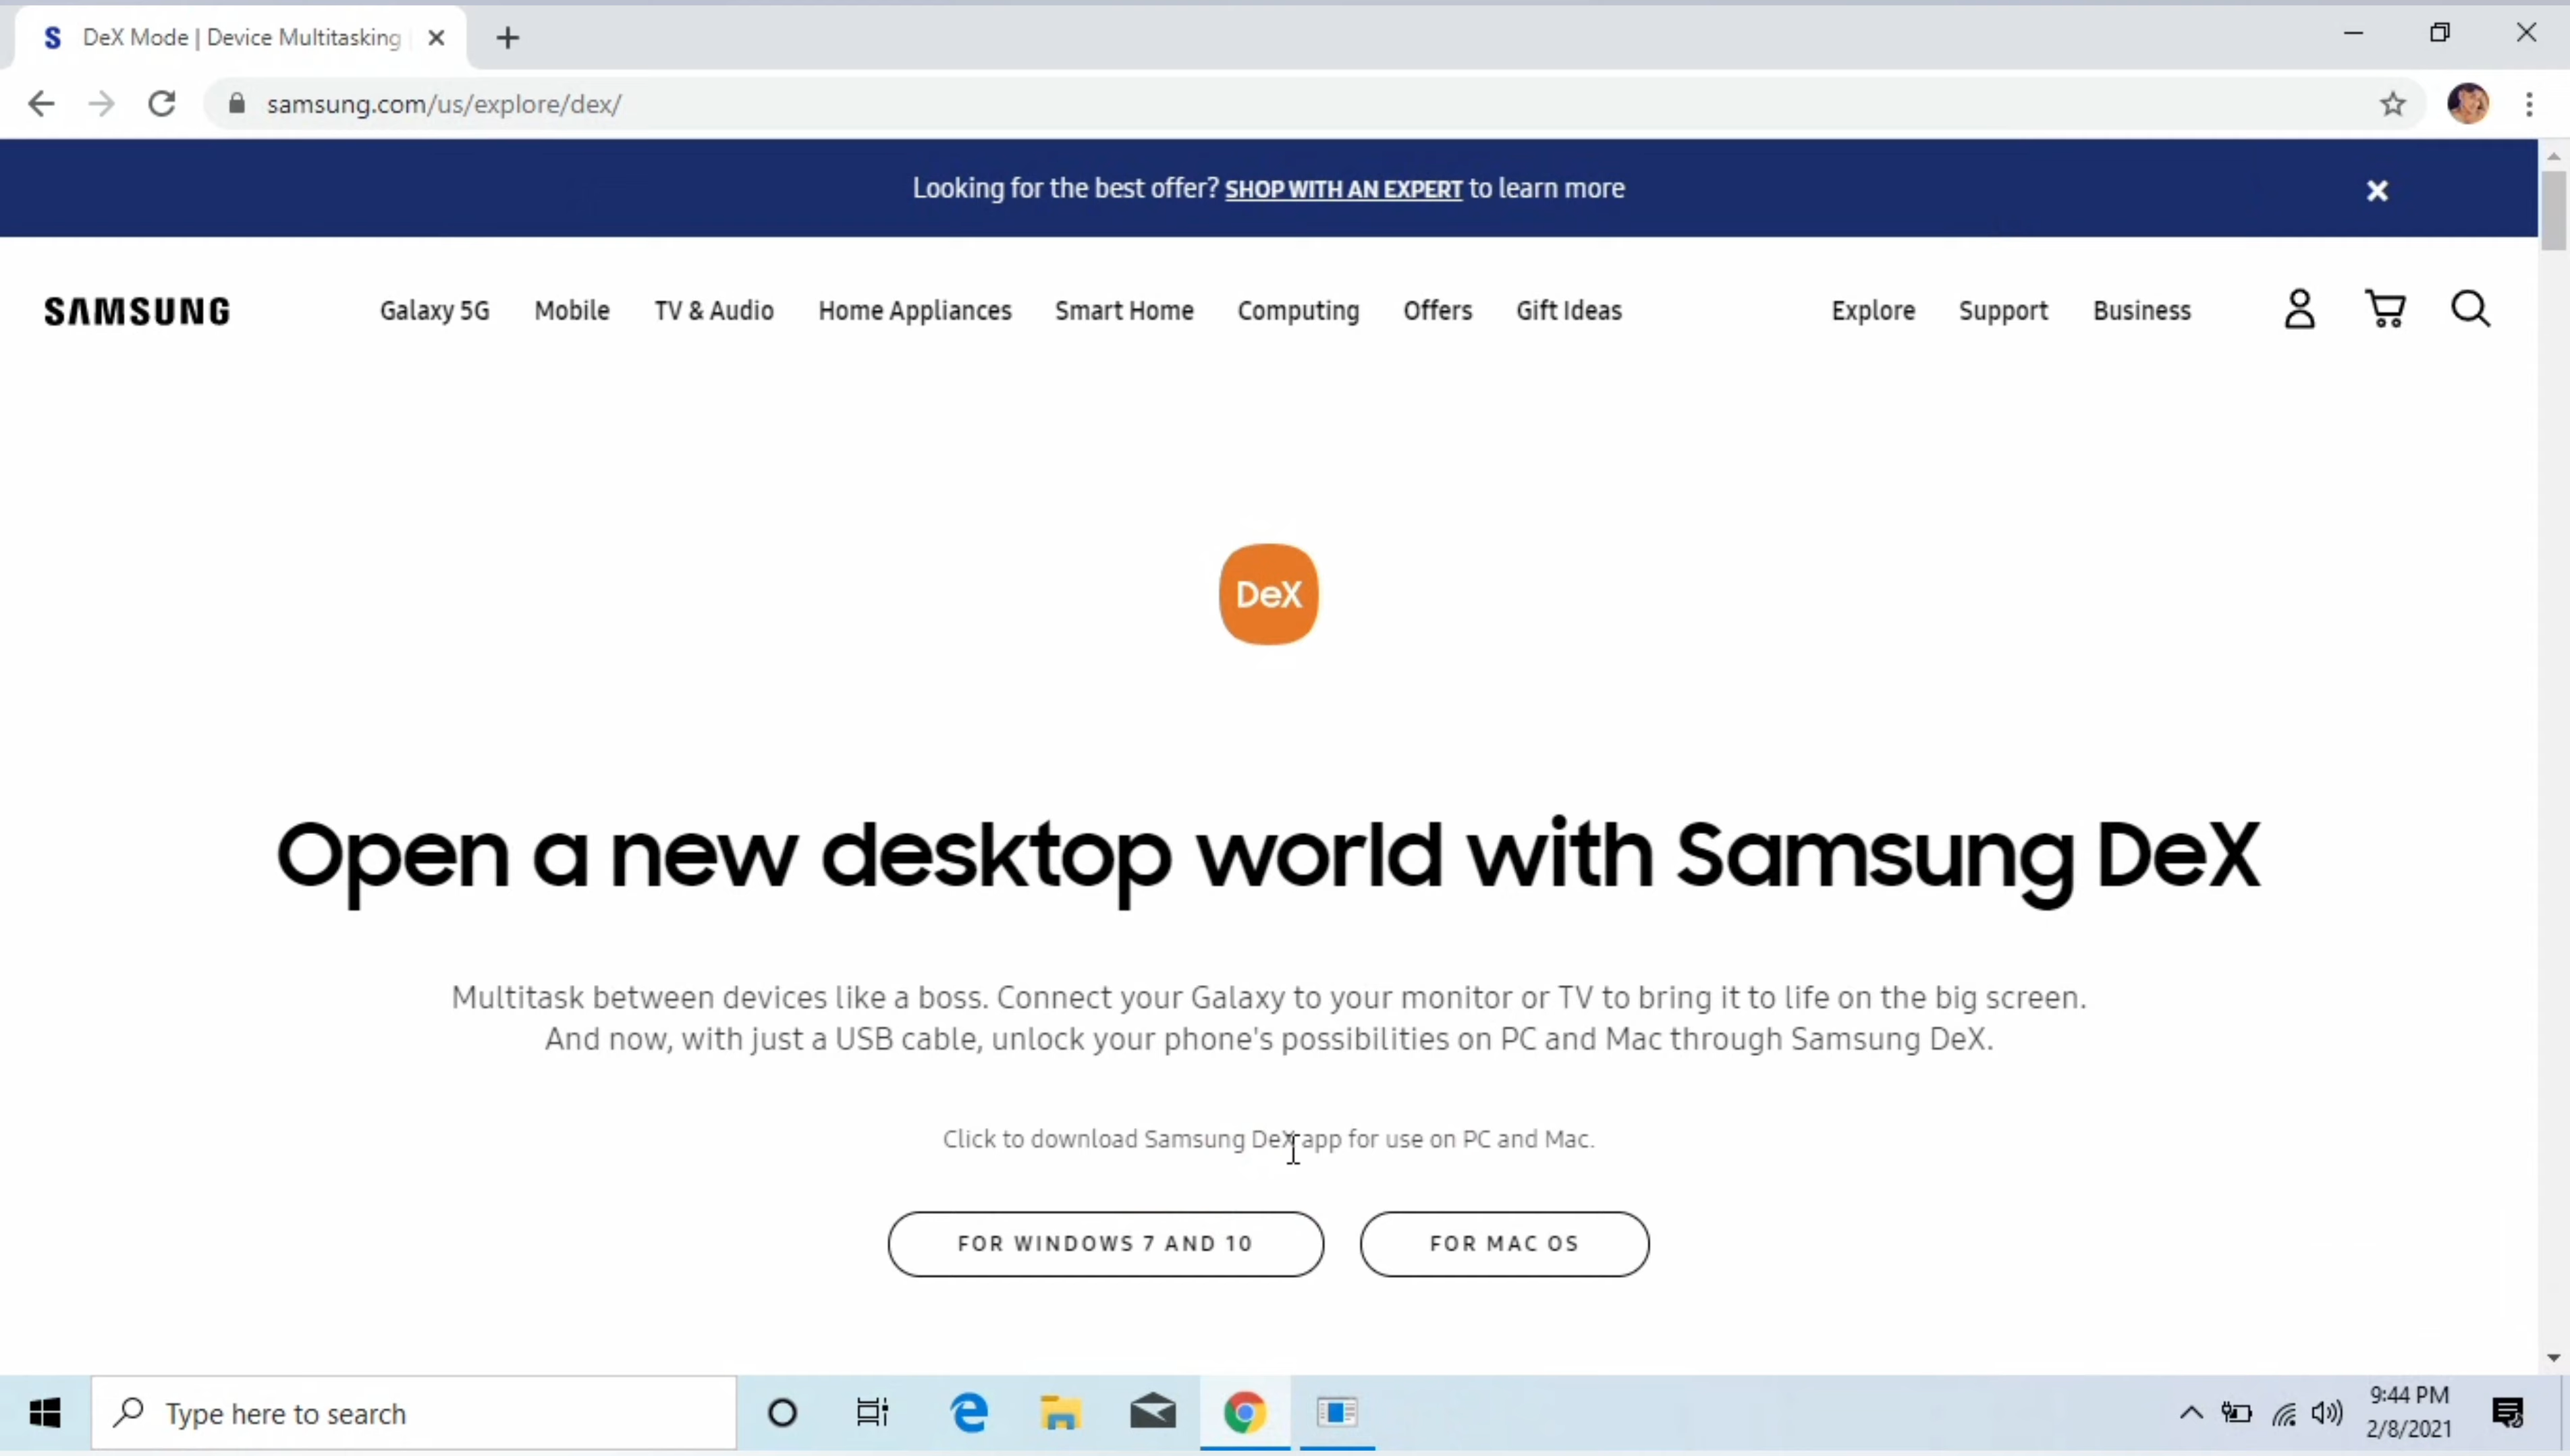 DeX Mode | Device Multitasking
samsung.com/us/explore/dex/
Looking for the best offer? SHOP WITH AN EXPERT to learn more
SAMSUNG Galaxy 5G Mobile TV & Audio Home Appliances Smart Home Computing Offers Gift Ideas Explore Support Business
DeX
Open a new desktop world with Samsung DeX
Multitask between devices like a boss. Connect your Galaxy to your monitor or TV to bring it to life on the big screen.
And now, with just a USB cable, unlock your phone's possibilities on PC and Mac through Samsung DeX.
Click to download Samsung DeX app for use on PC and Mac.
FOR WINDOWS 7 AND 10 FOR MAC OS
Type here to search
9:44 PM
2/8/2021